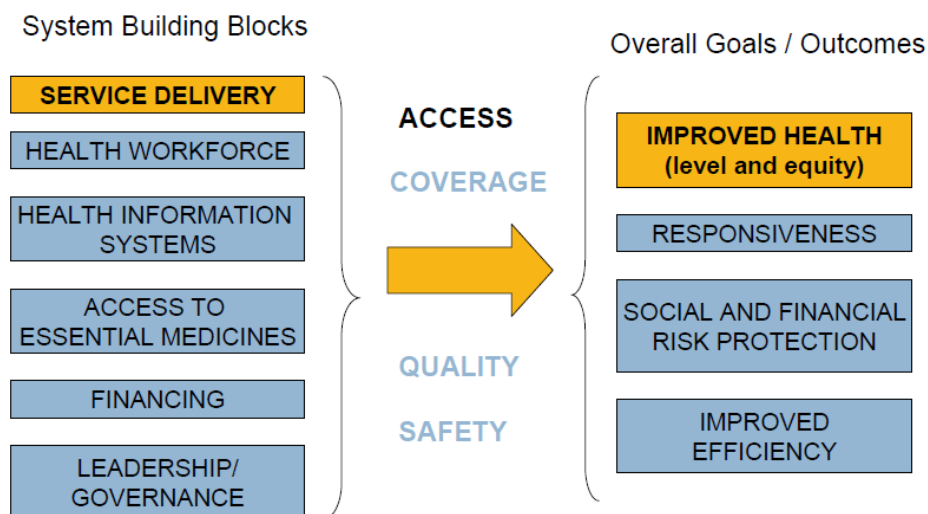 System Building Blocks
SERVICE DELIVERY
HEALTH WORKFORCE
HEALTH INFORMATION
SYSTEMS
ACCESS TO
ESSENTIAL MEDICINES
FINANCING
LEADERSHIP/
GOVERNANCE
ACCESS
COVERAGE
QUALITY
SAFETY
Overall Goals / Outcomes
IMPROVED HEALTH
(level and equity)
RESPONSIVENESS
SOCIAL AND FINANCIAL
RISK PROTECTION
IMPROVED
EFFICIENCY